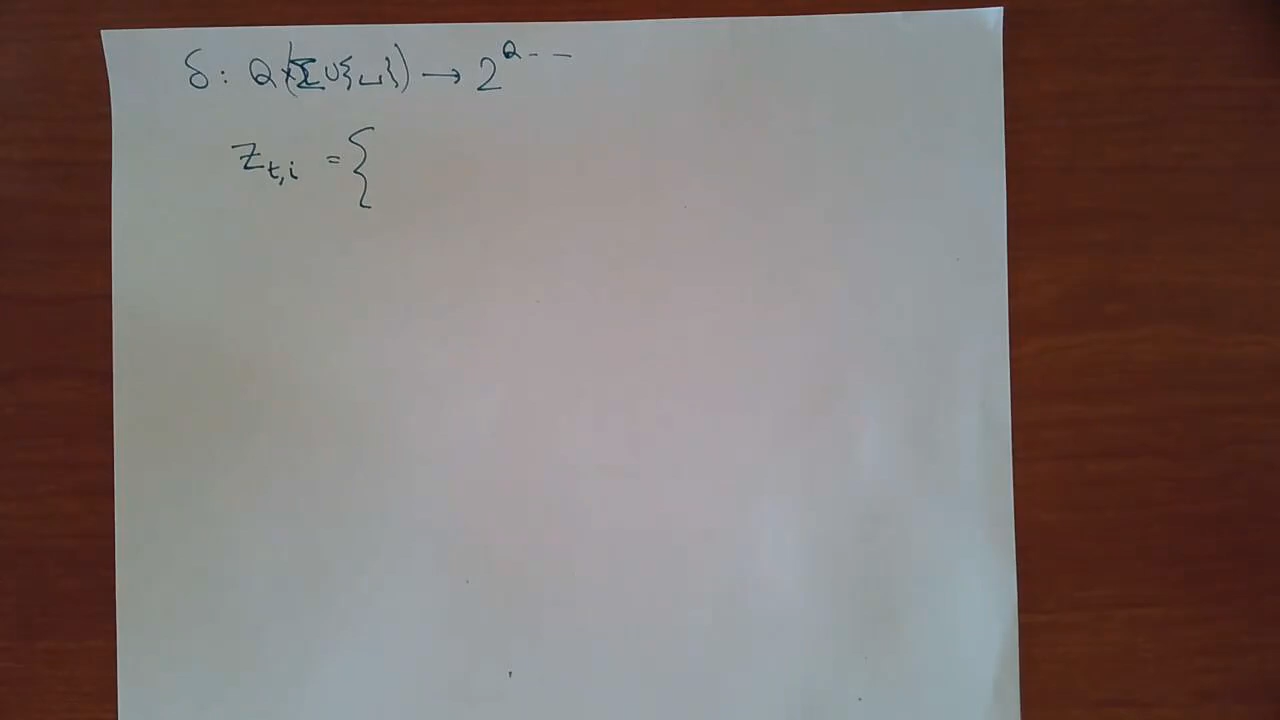 δ: Q×(Σ∪{⊔}) → 2^{Q--
Z_{t,i} = {